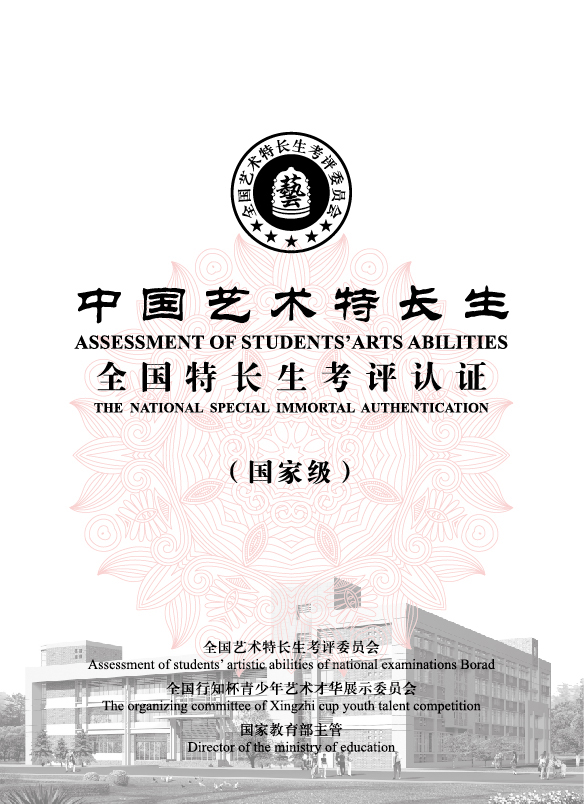 全国艺术特长生考评委员会
藝
中国艺术特长生
ASSESSMENT OF STUDENTS'ARTS ABILITIES
全国特长生考评认证
THE NATIONAL SPECIAL IMMORTAL AUTHENTICATION
（国家级）
全国艺术特长生考评委员会
Assessment of students' artistic abilities of national examinations Borad
全国行知杯青少年艺术才华展示委员会
The organizing committee of Xingzhi cup youth talent competition
国家教育部主管
Director of the ministry of education